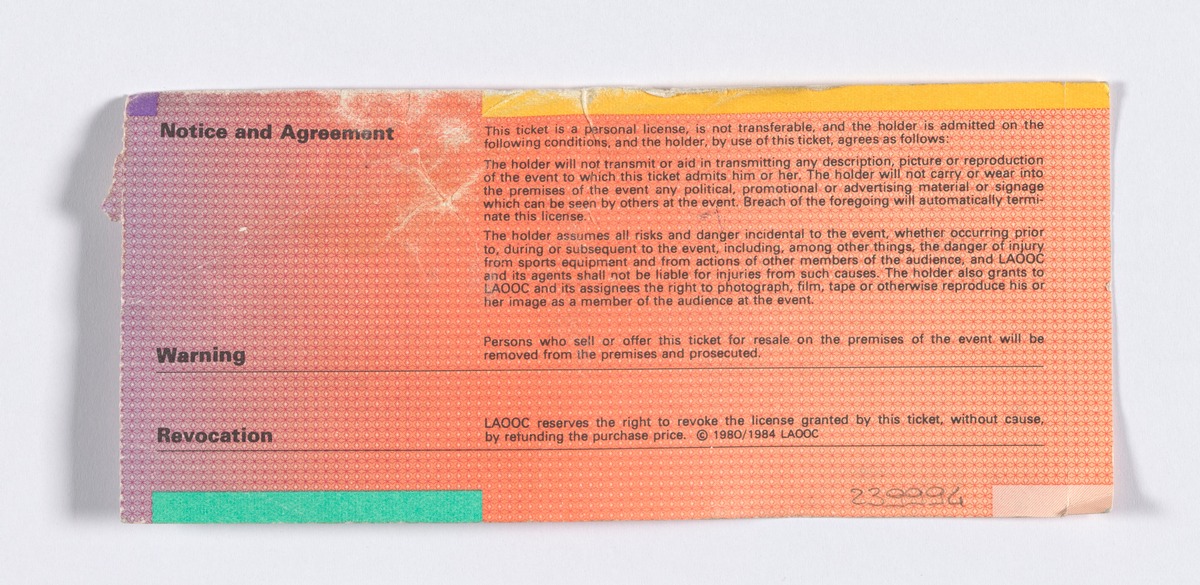 Notice and Agreement
This ticket is a personal license, is not transferable, and the holder is admitted on the
following conditions, and the holder, by use of this ticket, agrees as follows:
The holder will not transmit or aid in transmitting any description, picture or reproduction
of the event to which this ticket admits him or her. The holder will not carry or wear into
the premises of the event any political, promotional or advertising material or signage
which can be seen by others at the event. Breach of the foregoing will automatically termi-
nate this license.
The holder assumes all risks and danger incidental to the event, whether occurring prior
to, during or subsequent to the event, including, among other things, the danger of injury
from sports equipment and from actions of other members of the audience, and LAOOC
and its agents shall not be liable for injuries from such causes. The holder also grants to
LAOOC and its assignees the right to photograph, film, tape or otherwise reproduce his or
her image as a member of the audience at the event.
Warning
Persons who sell or offer this ticket for resale on the premises of the event will be
removed from the premises and prosecuted.
Revocation
LAOOC reserves the right to revoke the license granted by this ticket, without cause,
by refunding the purchase price. © 1980/1984 LAOOC
239994